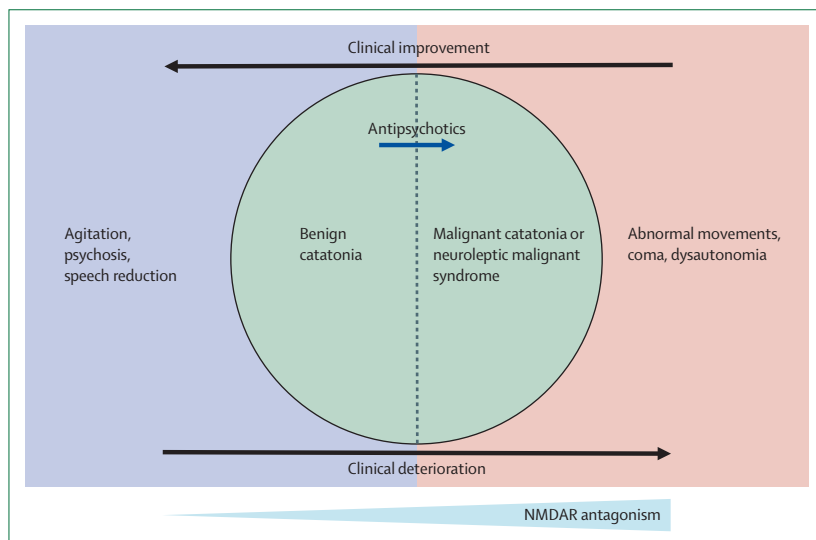 Clinical improvement
Antipsychotics
Agitation,
psychosis,
speech reduction
Benign
catatonia
Malignant catatonia or
neuroleptic malignant
syndrome
Abnormal movements,
coma, dysautonomia
Clinical deterioration
NMDAR antagonism